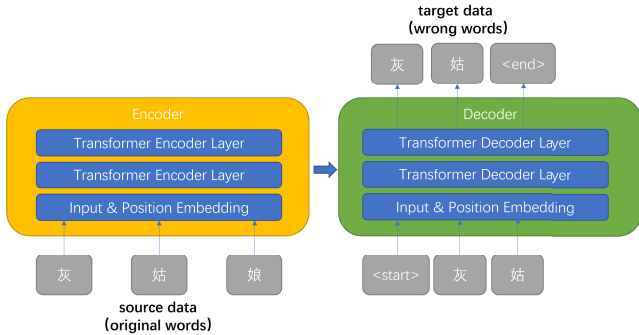 target data
(wrong words)
灰 姑 <end>
Encoder
Transformer Encoder Layer
Transformer Encoder Layer
Input & Position Embedding
灰 姑 娘
source data
(original words)
Decoder
Transformer Decoder Layer
Transformer Decoder Layer
Input & Position Embedding
<start> 灰 姑